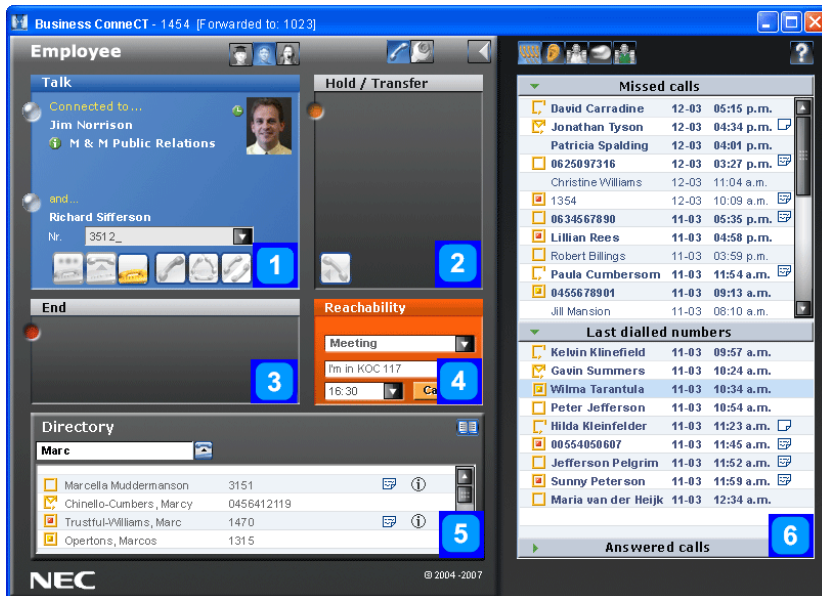 Business ConneCT - 1454 [Forwarded to: 1023]
Employee
?
Talk
Connected to...
Jim Norrison
M & M Public Relations
and...
Richard Sifferson
Nr. 3512_
1
Hold / Transfer
2
End
3
Reachability
Meeting
I'm in KOC 117
16:30 Ca
4
Directory
Marc
Marcella Muddermanson 3151
Chinello-Cumbers, Marcy 0456412119
Trustful-Williams, Marc 1470
Opertons, Marcos 1315
5
NEC
© 2004-2007
Missed calls
David Carradine 12-03 05:15 p.m.
Jonathan Tyson 12-03 04:34 p.m.
Patricia Spalding 12-03 04:01 p.m.
0625097316 12-03 03:27 p.m.
Christine Williams 12-03 11:04 a.m.
1354 12-03 10:09 a.m.
0634567890 11-03 05:35 p.m.
Lillian Rees 11-03 04:58 p.m.
Robert Billings 11-03 03:59 p.m.
Paula Cumbersom 11-03 11:54 a.m.
0455678901 11-03 09:13 a.m.
Jill Mansion 11-03 08:10 a.m.
Last dialled numbers
Kelvin Klinefield 11-03 09:57 a.m.
Gavin Summers 11-03 10:24 a.m.
Wilma Tarantula 11-03 10:34 a.m.
Peter Jefferson 11-03 10:54 a.m.
Hilda Kleinfelder 11-03 11:23 a.m.
00554050607 11-03 11:45 a.m.
Jefferson Pelgrim 11-03 11:52 a.m.
Sunny Peterson 11-03 11:59 a.m.
Maria van der Heijk 11-03 12:34 a.m.
Answered calls
6